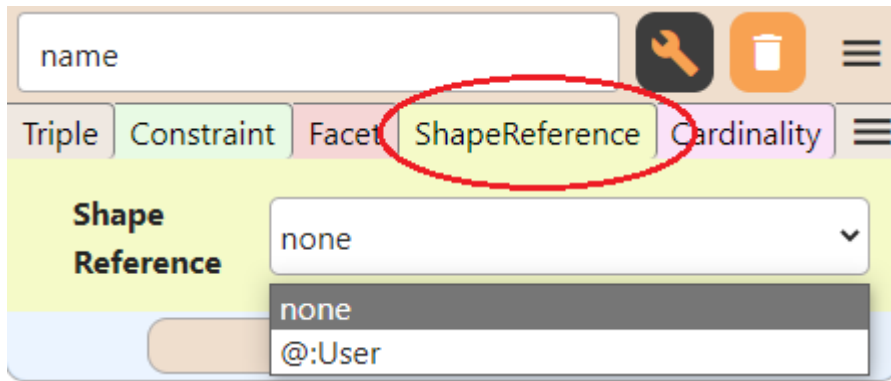 name
Triple Constraint Facet ShapeReference Cardinality
Shape
Reference
none
none
@:User